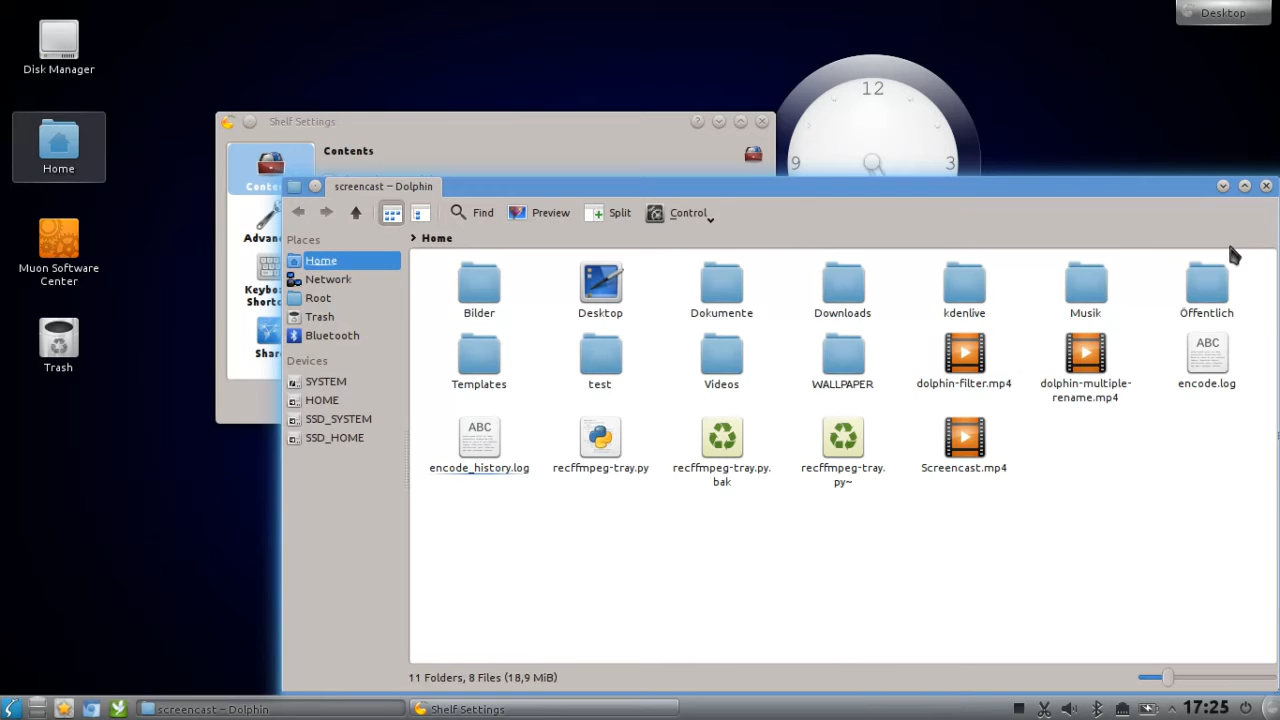 Desktop
Disk Manager
Home
Muon Software
Center
Trash
12
9
3
Shelf Settings
Contents
screencast – Dolphin
Find
Preview
Split
Control
Places
Home
Network
Root
Trash
Bluetooth
Devices
SYSTEM
HOME
SSD_SYSTEM
SSD_HOME
Home
Bilder
Desktop
Dokumente
Downloads
kdenlive
Musik
Öffentlich
Templates
test
Videos
WALLPAPER
dolphin-filter.mp4
dolphin-multiple-
rename.mp4
ABC
encode.log
ABC
encode_history.log
recffmpeg-tray.py
recffmpeg-tray.py.
bak
recffmpeg-tray.
py~
Screencast.mp4
11 Folders, 8 Files (18,9 MiB)
screencast – Dolphin
Shelf Settings
17:25